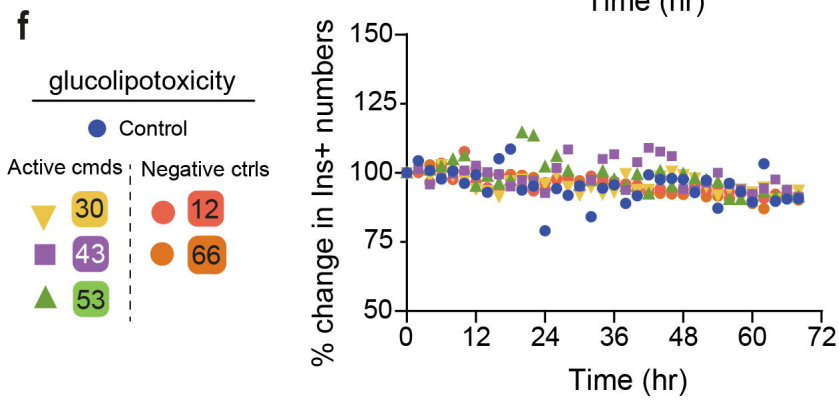 Time (hr)
f
glucolipotoxicity
Control
Active cmds
Negative ctrls
30
12
43
66
53
% change in Ins+ numbers
150
125
100
75
50
0 12 24 36 48 60 72
Time (hr)